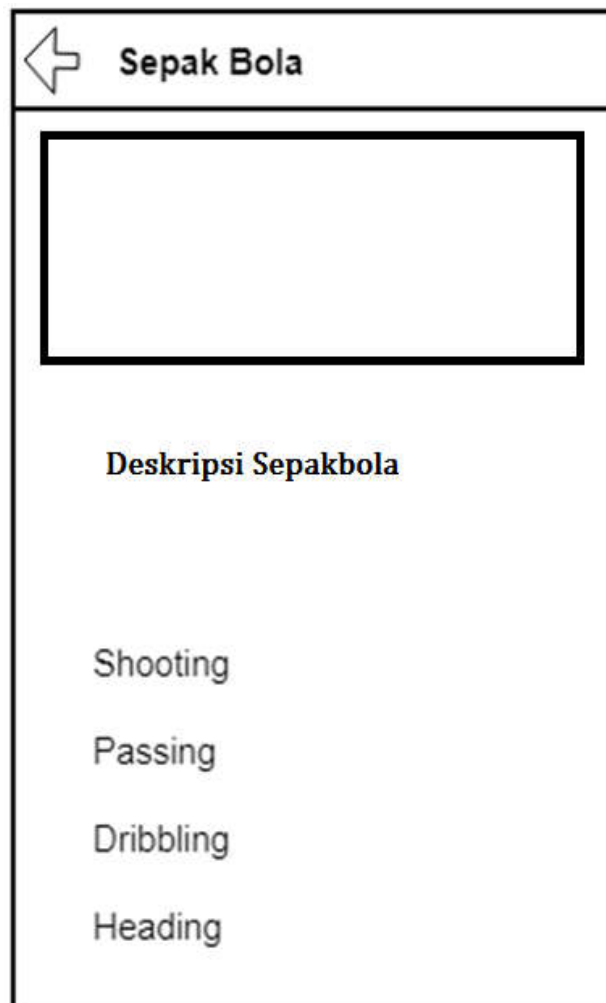 Sepak Bola
Deskripsi Sepakbola
Shooting
Passing
Dribbling
Heading